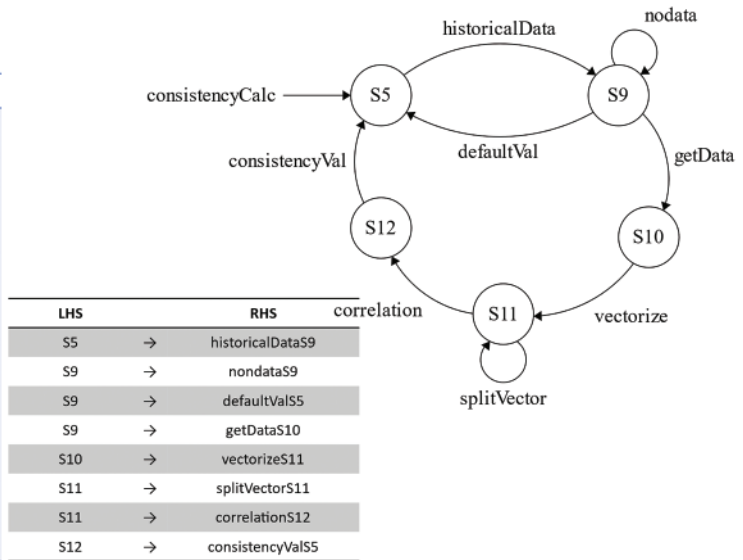 nodata
historicalData
consistencyCalc
S5
S9
defaultVal
getData
consistencyVal
S12
S10
correlation
S11
vectorize
splitVector
LHS RHS
S5 → historicalDataS9
S9 → nondataS9
S9 → defaultValS5
S9 → getDataS10
S10 → vectorizeS11
S11 → splitVectorS11
S11 → correlationS12
S12 → consistencyValS5